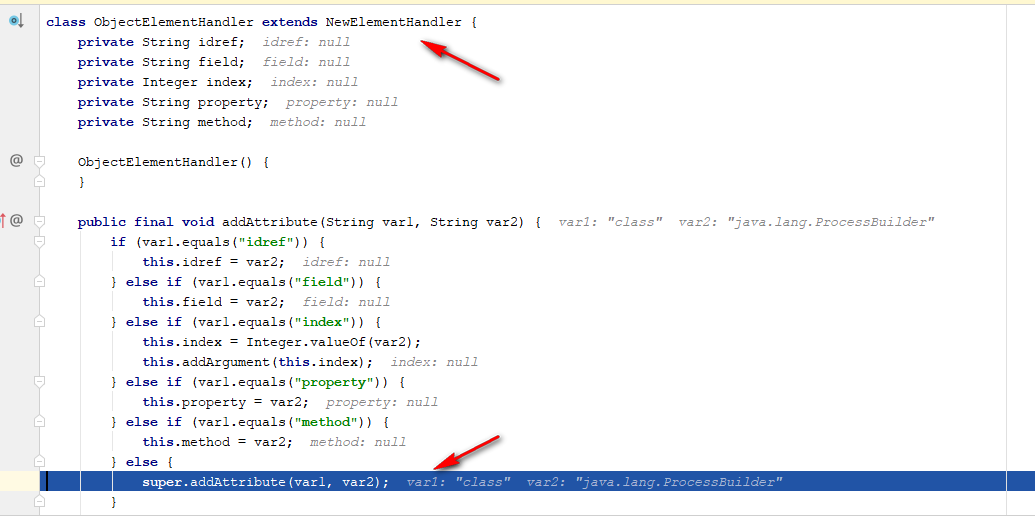 class ObjectElementHandler extends NewElementHandler {
private String idref; idref: null
private String field; field: null
private Integer index; index: null
private String property; property: null
private String method; method: null
@ ObjectElementHandler() {
}
@ public final void addAttribute(String var1, String var2) { var1: "class" var2: "java.lang.ProcessBuilder"
if (var1.equals("idref")) {
this.idref = var2; idref: null
} else if (var1.equals("field")) {
this.field = var2; field: null
} else if (var1.equals("index")) {
this.index = Integer.valueOf(var2);
this.addArgument(this.index); index: null
} else if (var1.equals("property")) {
this.property = var2; property: null
} else if (var1.equals("method")) {
this.method = var2; method: null
} else {
super.addAttribute(var1, var2); var1: "class" var2: "java.lang.ProcessBuilder"
}